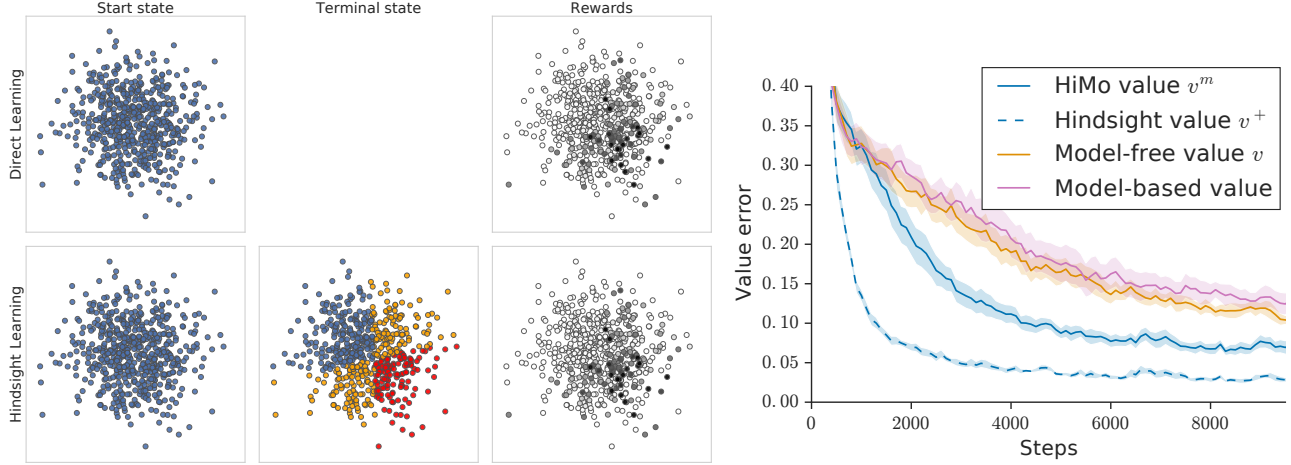 Start state
Terminal state
Rewards
Direct Learning
Hindsight Learning
HiMo value v^m
Hindsight value v^+
Model-free value v
Model-based value
Value error
0.40
0.35
0.30
0.25
0.20
0.15
0.10
0.05
0.00
0
2000
4000
6000
8000
Steps